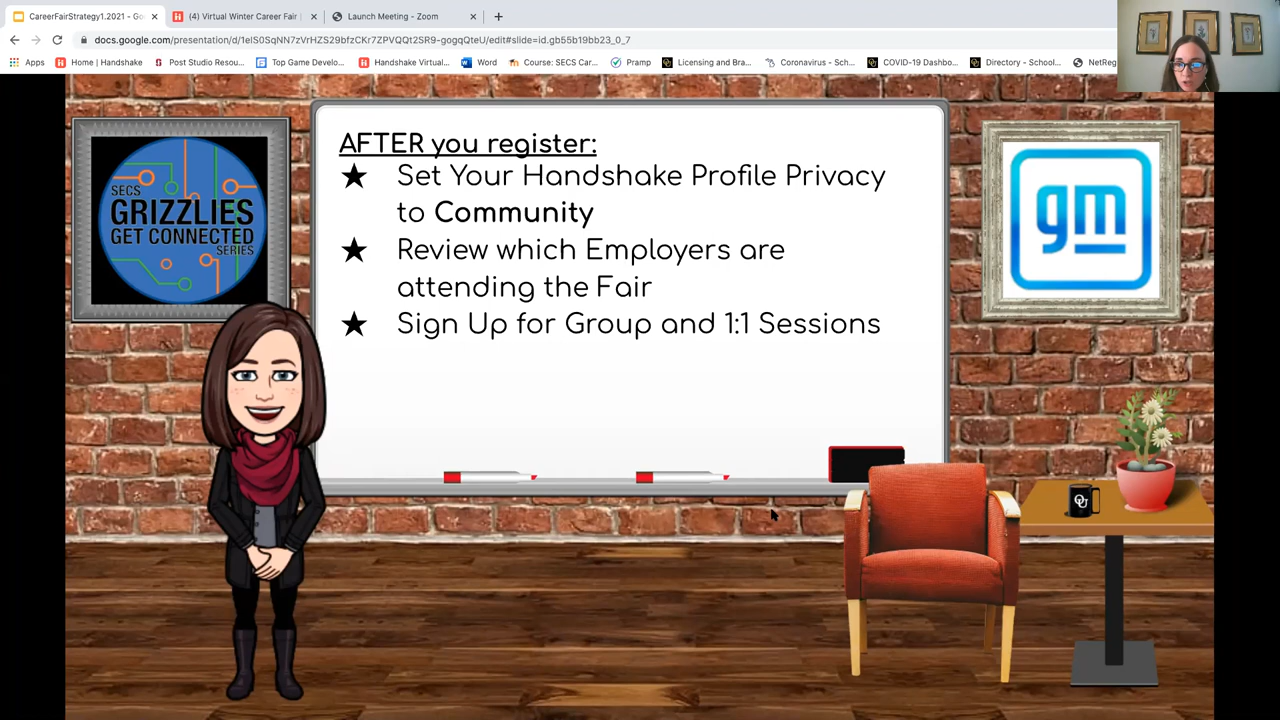 CareerFairStrategy1.2021 - Go
(4) Virtual Winter Career Fair
Launch Meeting - Zoom
docs.google.com/presentation/d/1eIS0SqNN7zVrHZS29bfzCKr7ZPVQQt2SR9-gogqQteU/edit#slide=id.gb55b19bb23_0_7
Apps
Home | Handshake
Post Studio Resou...
Top Game Develo...
Handshake Virtual...
Word
Course: SECS Car...
Pramp
Licensing and Bra...
Coronavirus - Sch...
COVID-19 Dashbo...
Directory - School...
NetReg
SECS
GRIZZLIES
GET CONNECTED
SERIES
AFTER you register:
★ Set Your Handshake Profile Privacy
to Community
★ Review which Employers are
attending the Fair
★ Sign Up for Group and 1:1 Sessions
gm
OU